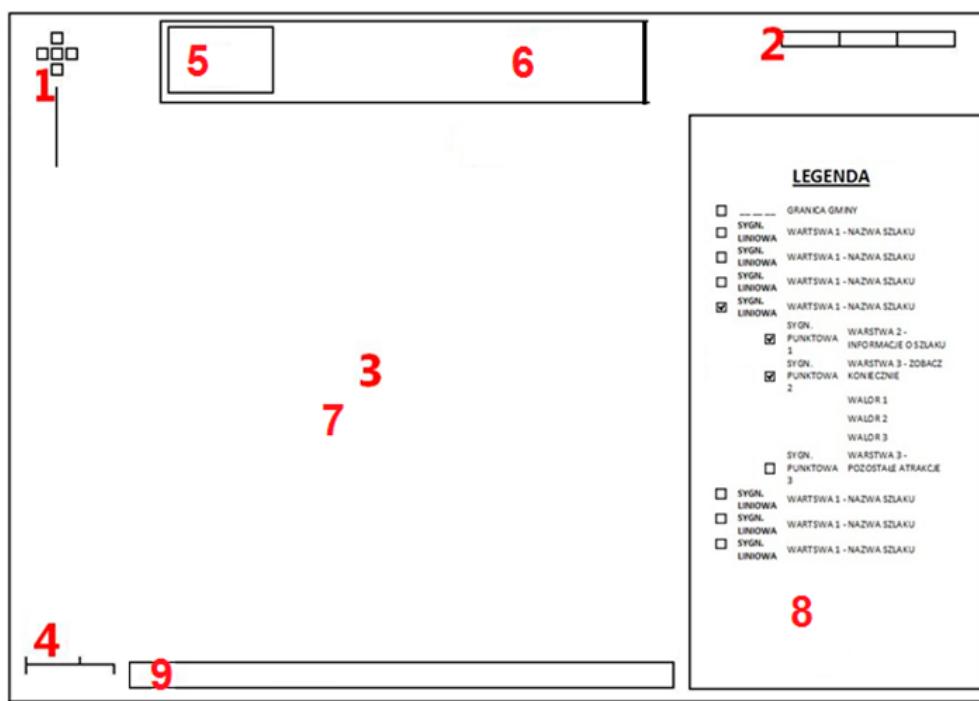 1
5
6
2
3
7
4
9
LEGENDA
__ __ __ GRANICA GMINY
SYGN. LINIOWA WARTSWA 1 - NAZWA SZLAKU
SYGN. LINIOWA WARTSWA 1 - NAZWA SZLAKU
SYGN. LINIOWA WARTSWA 1 - NAZWA SZLAKU
SYGN. LINIOWA WARTSWA 1 - NAZWA SZLAKU
SYGN.
PUNKTOWA
1
WARSTWA 2 -
INFORMACJE O SZLAKU
SYGN.
PUNKTOWA
2
WARSTWA 3 - ZOBACZ
KONIECZNIE
WALOR 1
WALOR 2
WALOR 3
SYGN.
PUNKTOWA
3
WARSTWA 3 -
POZOSTAŁE ATRAKCJE
SYGN. LINIOWA WARTSWA 1 - NAZWA SZLAKU
SYGN. LINIOWA WARTSWA 1 - NAZWA SZLAKU
SYGN. LINIOWA WARTSWA 1 - NAZWA SZLAKU
8